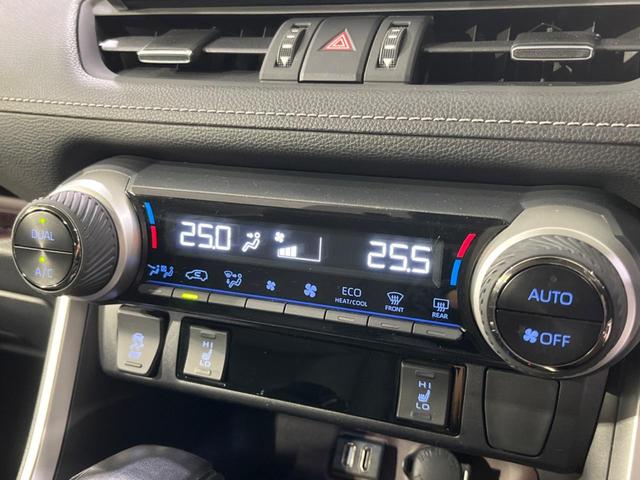 DUAL
A/C
25.0
25.5
ECO
HEAT/COOL
FRONT
REAR
AUTO
OFF
HI
LO
HI
LO